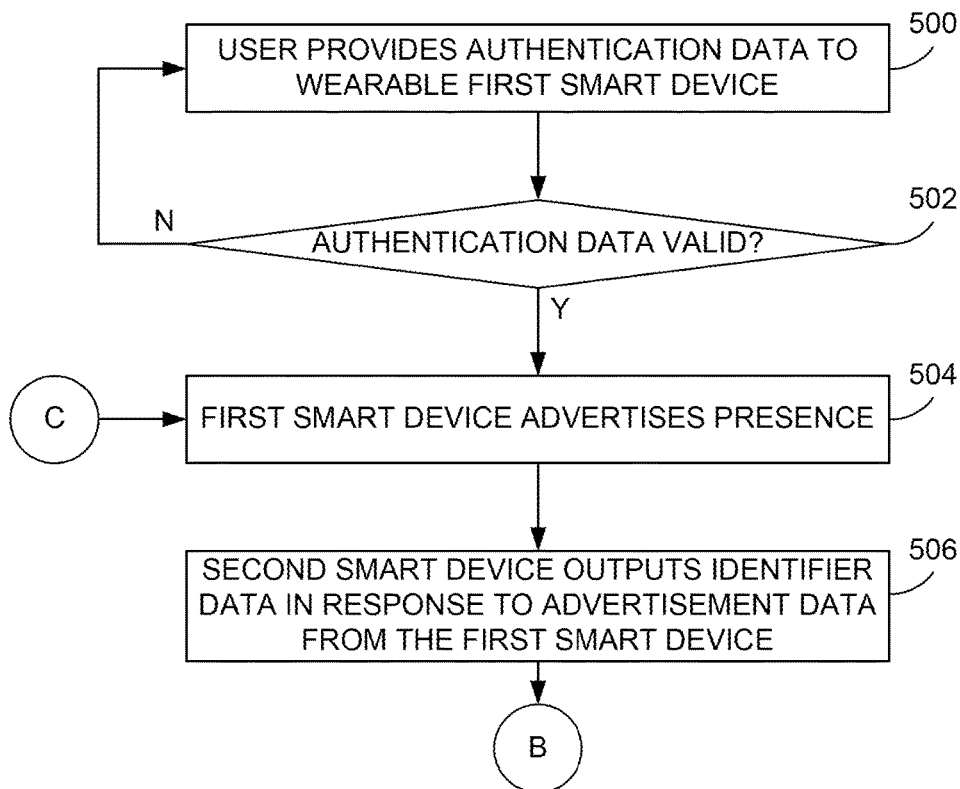 USER PROVIDES AUTHENTICATION DATA TO
WEARABLE FIRST SMART DEVICE
500
AUTHENTICATION DATA VALID?
502
N
Y
C
FIRST SMART DEVICE ADVERTISES PRESENCE
504
SECOND SMART DEVICE OUTPUTS IDENTIFIER
DATA IN RESPONSE TO ADVERTISEMENT DATA
FROM THE FIRST SMART DEVICE
506
B